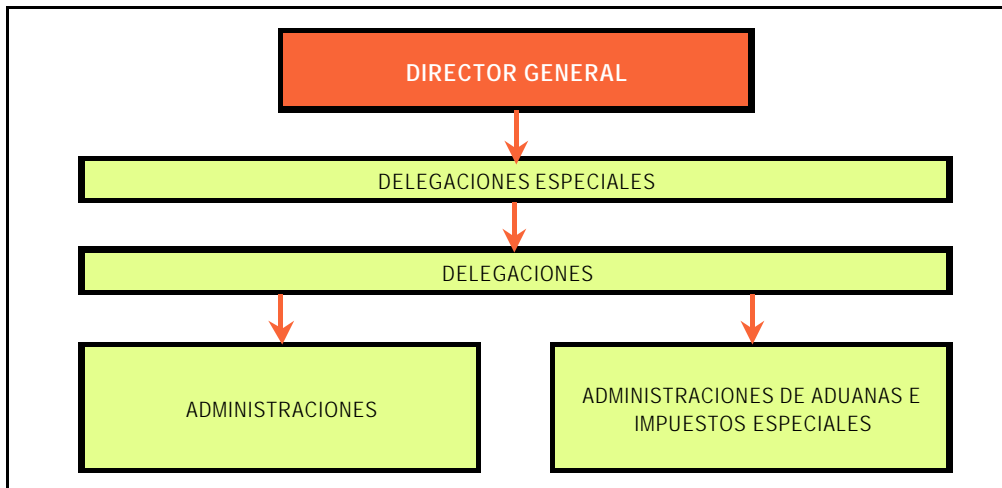 DIRECTOR GENERAL
DELEGACIONES ESPECIALES
DELEGACIONES
ADMINISTRACIONES
ADMINISTRACIONES DE ADUANAS E
IMPUESTOS ESPECIALES